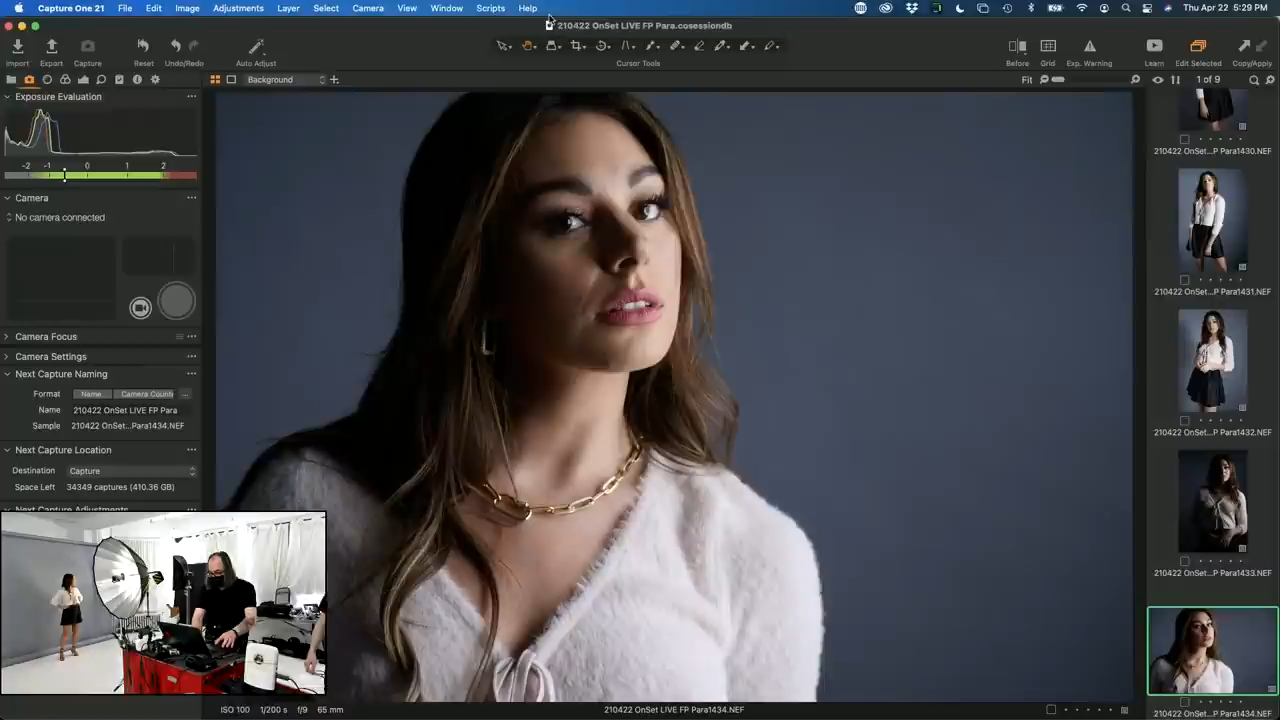 Capture One 21 File Edit Image Adjustments Layer Select Camera View Window Scripts Help Thu Apr 22 5:29 PM
210422 OnSet LIVE FP Para.cosessiondb
Import Export Capture Reset Undo/Redo Auto Adjust Cursor Tools Before Grid Exp. Warning Learn Edit Selected Copy/Apply
Background Fit 1 of 9
Exposure Evaluation
-2 -1 0 1 2
Camera
No camera connected
Camera Focus
Camera Settings
Next Capture Naming
Format Name Camera Count
Name 210422 OnSet LIVE FP Para
Sample 210422 OnSet...Para1434.NEF
Next Capture Location
Destination Capture
Space Left 34349 captures (410.36 GB)
Next Capture Adjustments
210422 OnSet...P Para1430.NEF
210422 OnSet...P Para1431.NEF
210422 OnSet...P Para1432.NEF
210422 OnSet...P Para1433.NEF
210422 OnSet...P Para1434.NEF
ISO 100 1/200 s f/9 65 mm 210422 OnSet LIVE FP Para1434.NEF